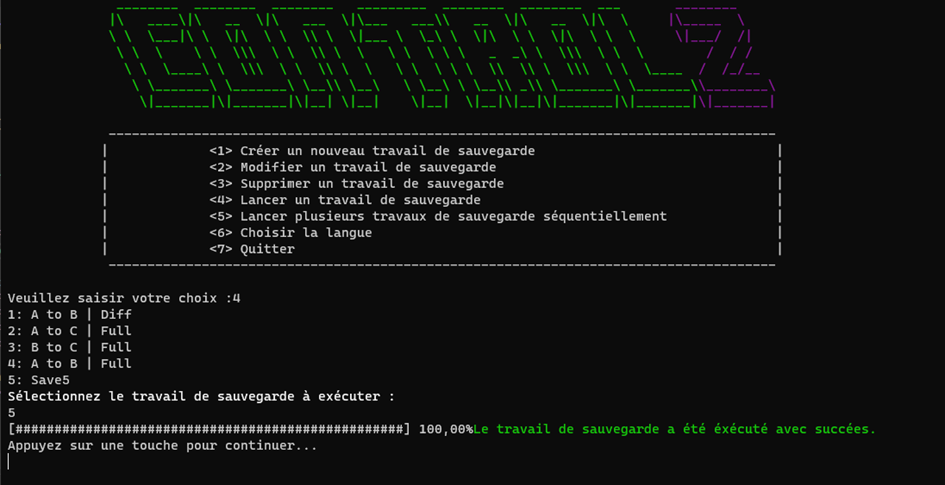 CONTROL Z
<1> Créer un nouveau travail de sauvegarde
<2> Modifier un travail de sauvegarde
<3> Supprimer un travail de sauvegarde
<4> Lancer un travail de sauvegarde
<5> Lancer plusieurs travaux de sauvegarde séquentiellement
<6> Choisir la langue
<7> Quitter
Veuillez saisir votre choix :4
1: A to B | Diff
2: A to C | Full
3: B to C | Full
4: A to B | Full
5: Save5
Sélectionnez le travail de sauvegarde à exécuter :
5
[##################################################] 100,00%Le travail de sauvegarde a été éxécuté avec succées.
Appuyez sur une touche pour continuer...